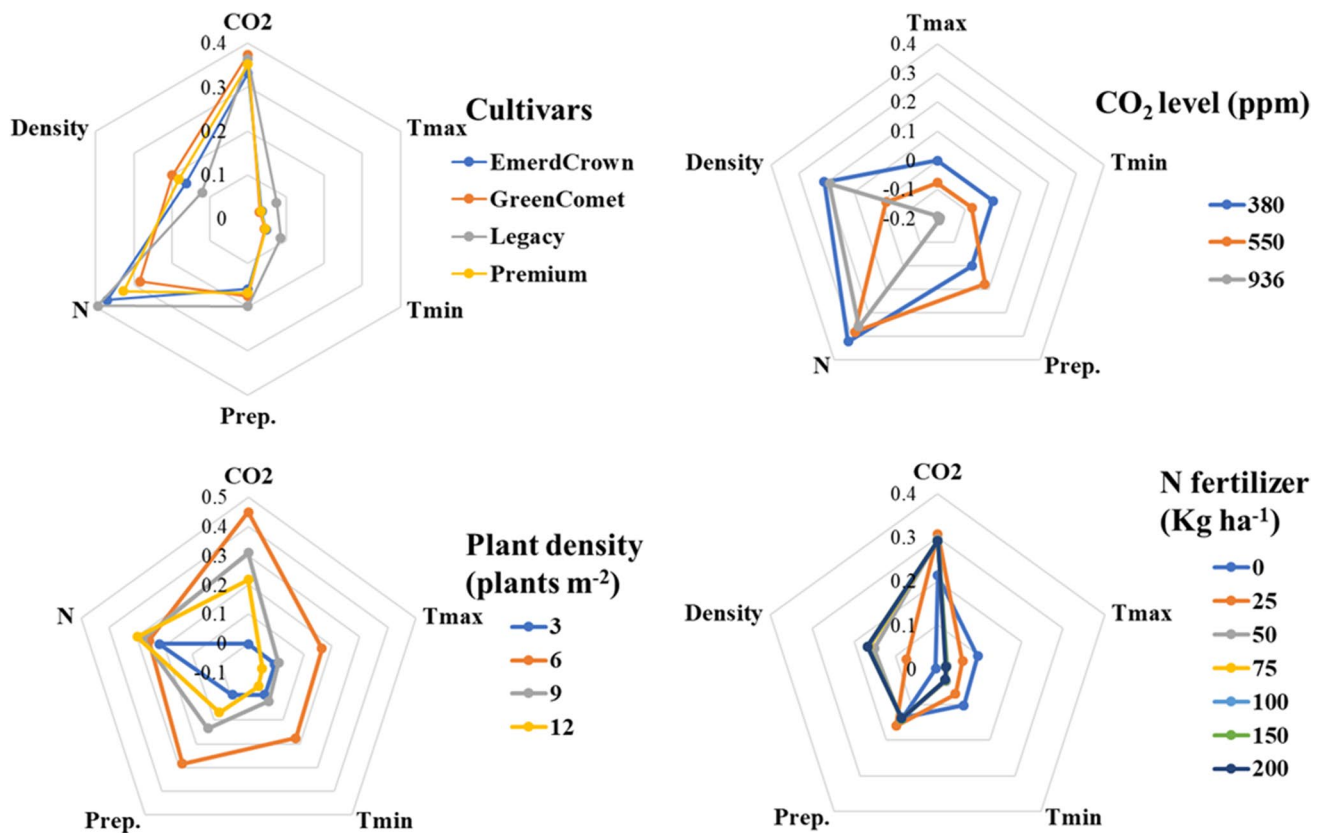 CO2
0.4
0.3
0.2
0.1
0
Density
Tmax
N
Tmin
Prep.
Cultivars
EmerdCrown
GreenComet
Legacy
Premium
Tmax
0.4
0.3
0.2
0.1
0
-0.1
-0.2
Density
Tmin
N
Prep.
CO2 level (ppm)
380
550
936
CO2
0.5
0.4
0.3
0.2
0.1
0
-0.1
N
Tmax
Prep.
Tmin
Plant density
(plants m-2)
3
6
9
12
CO2
0.4
0.3
0.2
0.1
0
Density
Tmax
Prep.
Tmin
N fertilizer
(Kg ha-1)
0
25
50
75
100
150
200